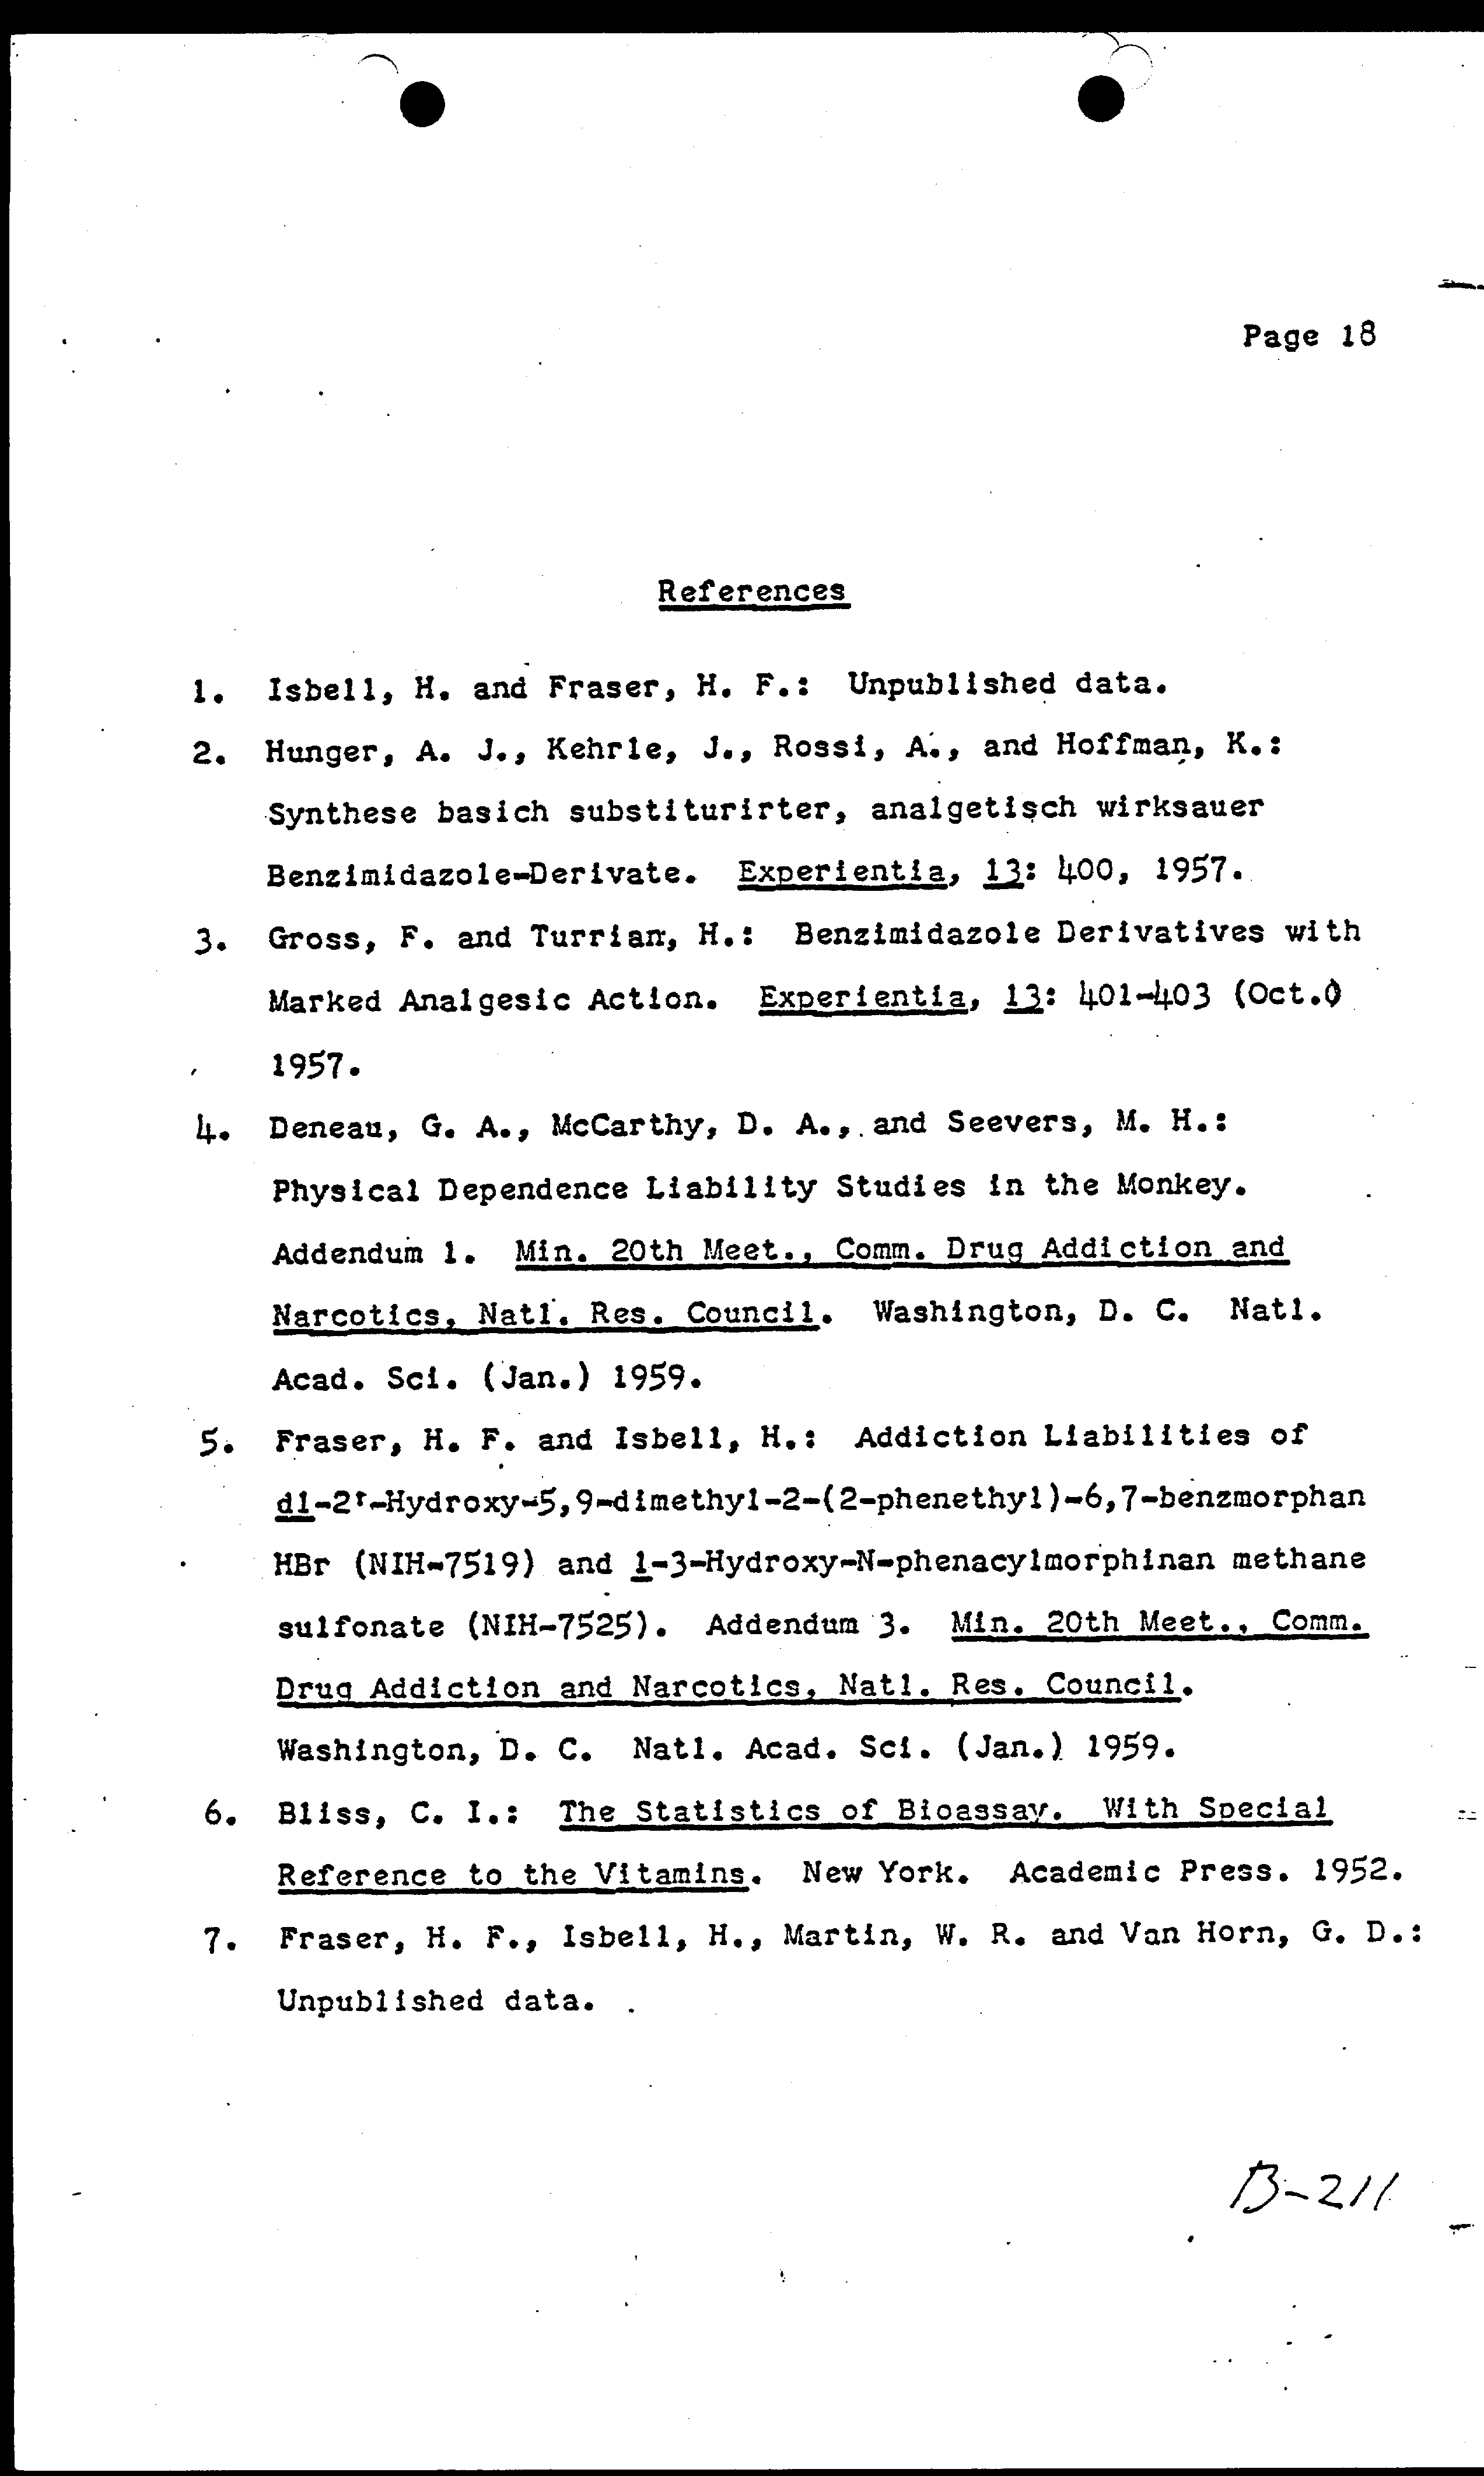 Page 18
References
1. Isbell, H. and Fraser, H. F.: Unpublished data.
2. Hunger, A. J., Kehrle, J., Rossi, A., and Hoffman, K.:
Synthese basich substiturirter, analgetisch wirksauer
Benzimidazole-Derivate. Experientia, 13: 400, 1957.
3. Gross, F. and Turrian, H.: Benzimidazole Derivatives with
Marked Analgesic Action. Experientia, 13: 401-403 (Oct.)
1957.
4. Deneau, G. A., McCarthy, D. A., and Seevers, M. H.:
Physical Dependence Liability Studies in the Monkey.
Addendum 1. Min. 20th Meet., Comm. Drug Addiction and
Narcotics, Natl. Res. Council. Washington, D. C. Natl.
Acad. Sci. (Jan.) 1959.
5. Fraser, H. F. and Isbell, H.: Addiction Liabilities of
dl-2'-Hydroxy-5,9-dimethyl-2-(2-phenethyl)-6,7-benzmorphan
HBr (NIH-7519) and l-3-Hydroxy-N-phenacylmorphinan methane
sulfonate (NIH-7525). Addendum 3. Min. 20th Meet., Comm.
Drug Addiction and Narcotics, Natl. Res. Council.
Washington, D. C. Natl. Acad. Sci. (Jan.) 1959.
6. Bliss, C. I.: The Statistics of Bioassay. With Special
Reference to the Vitamins. New York. Academic Press. 1952.
7. Fraser, H. F., Isbell, H., Martin, W. R. and Van Horn, G. D.:
Unpublished data.
B-211